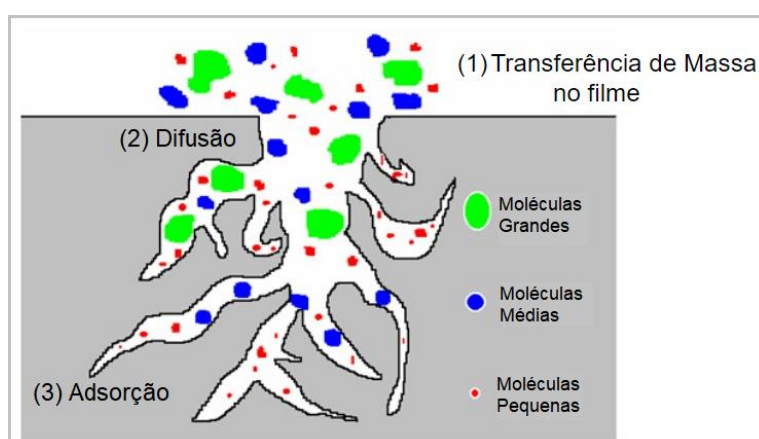 (1) Transferência de Massa
no filme
(2) Difusão
Moléculas
Grandes
Moléculas
Médias
(3) Adsorção
Moléculas
Pequenas